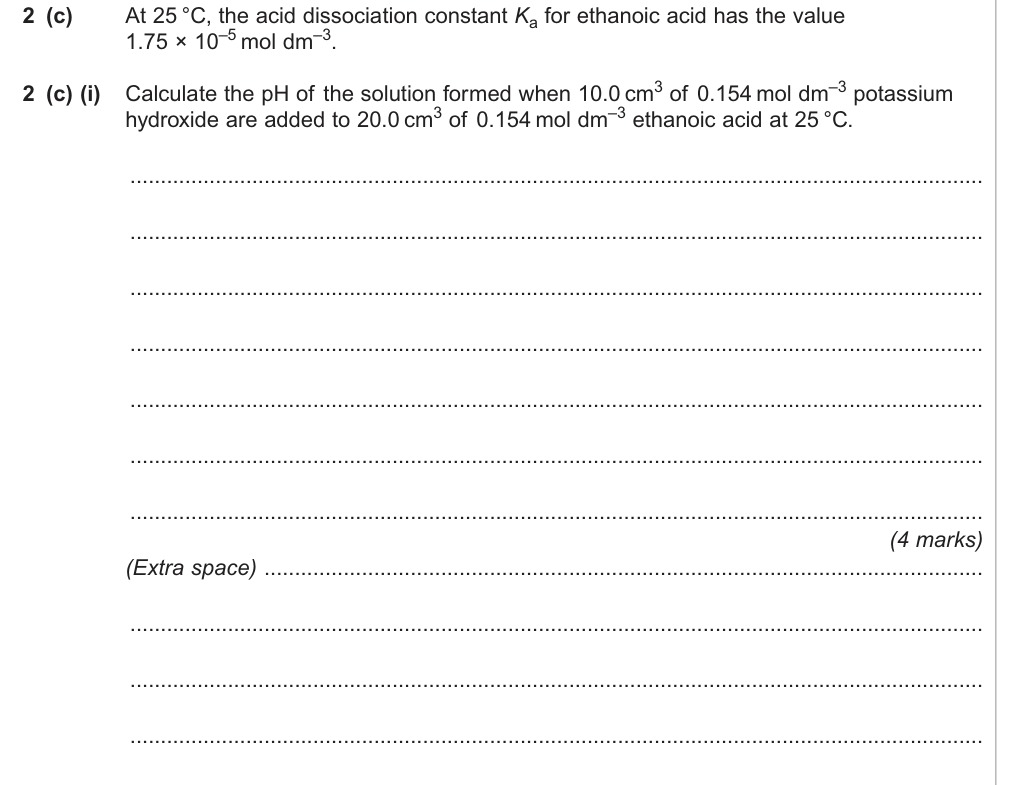 2 (c) At 25 °C, the acid dissociation constant Kₐ for ethanoic acid has the value
1.75 × 10⁻⁵ mol dm⁻³.
2 (c) (i) Calculate the pH of the solution formed when 10.0 cm³ of 0.154 mol dm⁻³ potassium
hydroxide are added to 20.0 cm³ of 0.154 mol dm⁻³ ethanoic acid at 25 °C.
(4 marks)
(Extra space)